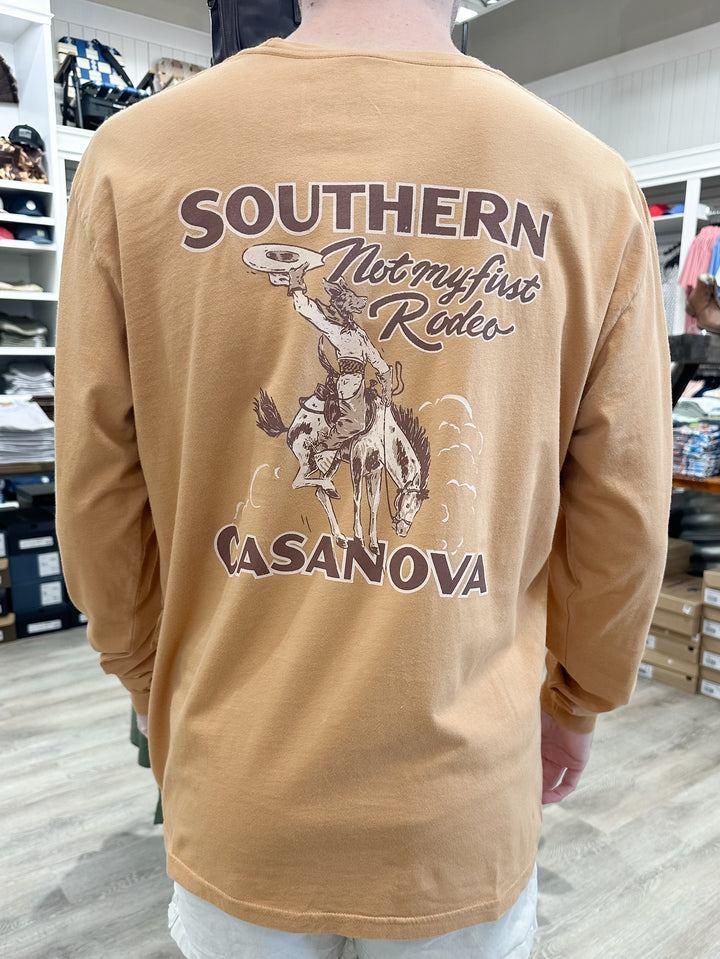 SOUTHERN
Not my first
Rodeo
CASANOVA